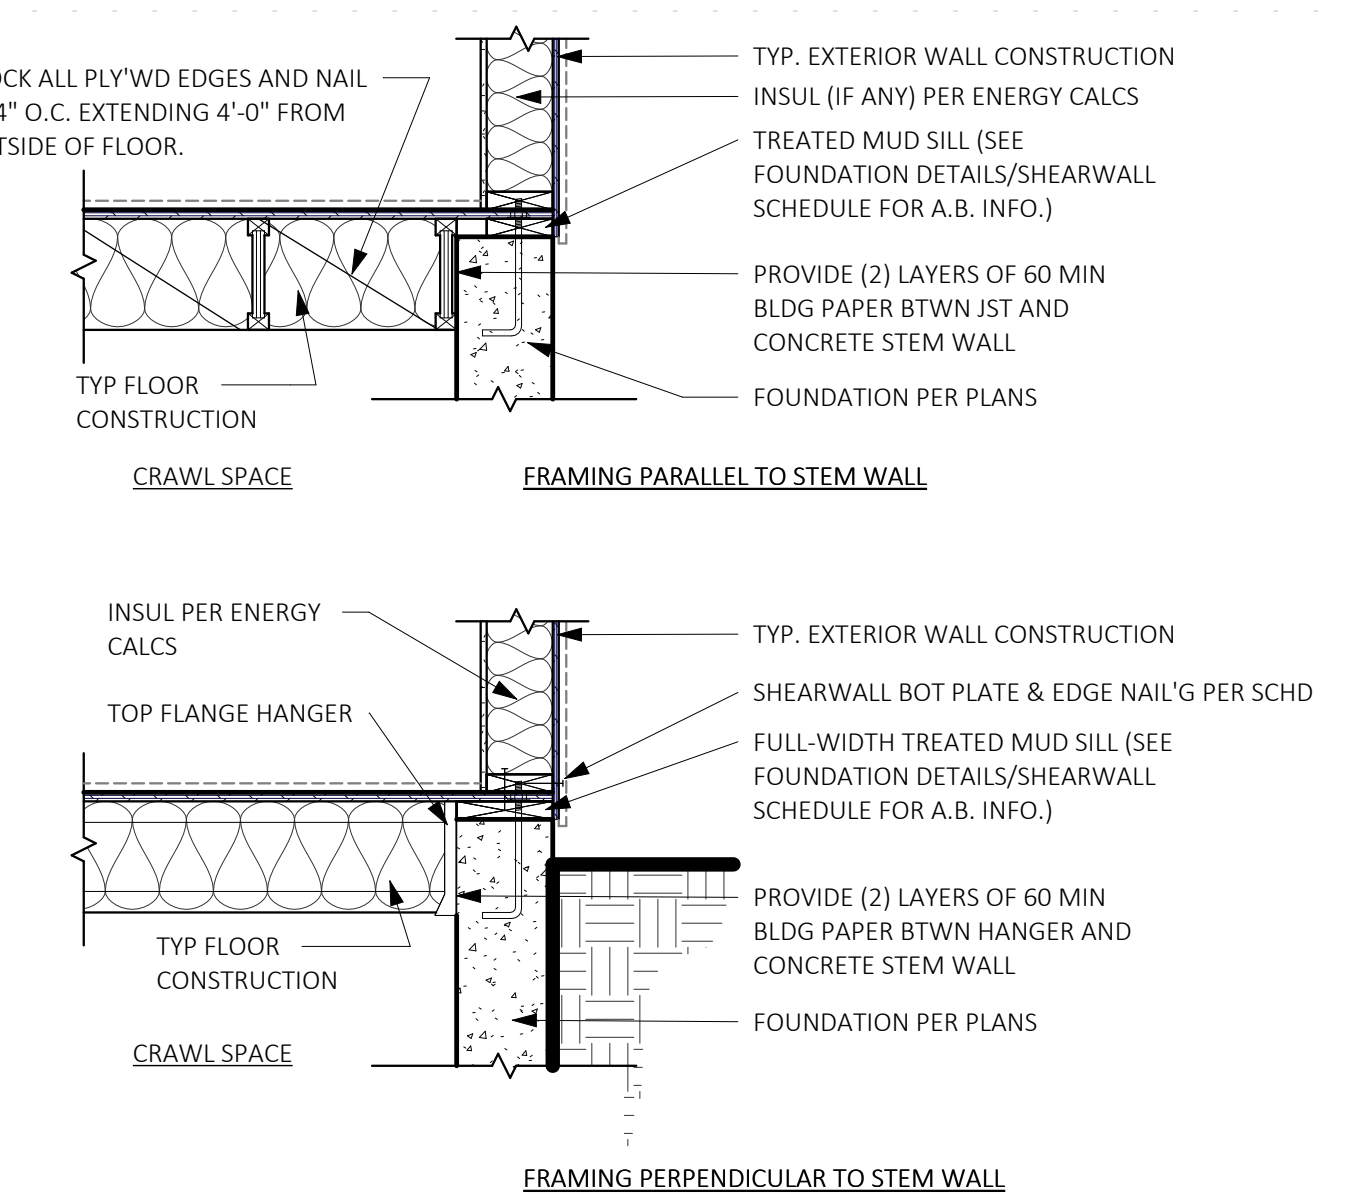 OCK ALL PLY'WD EDGES AND NAIL
4" O.C. EXTENDING 4'-0" FROM
TSIDE OF FLOOR.
TYP. EXTERIOR WALL CONSTRUCTION
INSUL (IF ANY) PER ENERGY CALCS
TREATED MUD SILL (SEE
FOUNDATION DETAILS/SHEARWALL
SCHEDULE FOR A.B. INFO.)
PROVIDE (2) LAYERS OF 60 MIN
BLDG PAPER BTWN JST AND
CONCRETE STEM WALL
FOUNDATION PER PLANS
TYP FLOOR
CONSTRUCTION
CRAWL SPACE
FRAMING PARALLEL TO STEM WALL
INSUL PER ENERGY
CALCS
TOP FLANGE HANGER
TYP. EXTERIOR WALL CONSTRUCTION
SHEARWALL BOT PLATE & EDGE NAIL'G PER SCHD
FULL-WIDTH TREATED MUD SILL (SEE
FOUNDATION DETAILS/SHEARWALL
SCHEDULE FOR A.B. INFO.)
PROVIDE (2) LAYERS OF 60 MIN
BLDG PAPER BTWN HANGER AND
CONCRETE STEM WALL
FOUNDATION PER PLANS
TYP FLOOR
CONSTRUCTION
CRAWL SPACE
FRAMING PERPENDICULAR TO STEM WALL